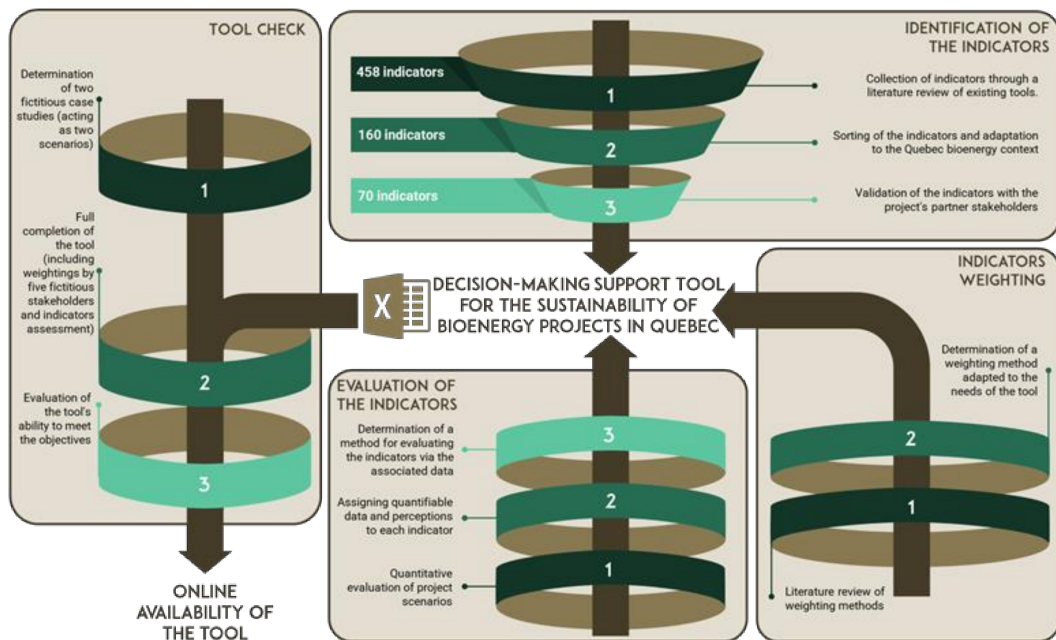 TOOL CHECK
Determination
of two
fictitious case
studies (acting
as two
scenarios)
1
Full
completion of
the tool
(including
weightings by
five fictitious
stakeholders
and indicators
assessment)
2
Evaluation of
the tool's
ability to meet
the objectives
3
ONLINE
AVAILABILITY OF
THE TOOL
IDENTIFICATION OF
THE INDICATORS
458 indicators
1
Collection of indicators through a
literature review of existing tools.
160 indicators
2
Sorting of the indicators and adaptation
to the Quebec bioenergy context
70 indicators
3
Validation of the indicators with the
project's partner stakeholders
X
DECISION-MAKING SUPPORT TOOL
FOR THE SUSTAINABILITY OF
BIOENERGY PROJECTS IN QUEBEC
EVALUATION OF
THE INDICATORS
Determination of a
method for evaluating
the indicators via the
associated data
3
Assigning quantifiable
data and perceptions
to each indicator
2
Quantitative
evaluation of project
scenarios
1
INDICATORS
WEIGHTING
Determination of a
weighting method
adapted to the
needs of the tool
2
1
Literature review of
weighting methods